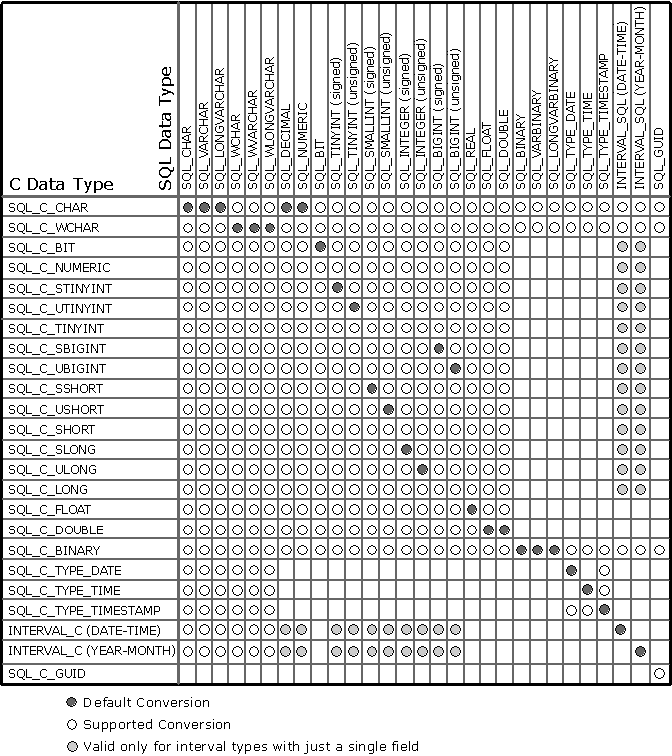 SQL Data Type
C Data Type
SQL_CHAR
SQL_VARCHAR
SQL_LONGVARCHAR
SQL_WCHAR
SQL_WVARCHAR
SQL_WLONGVARCHAR
SQL_DECIMAL
SQL_NUMERIC
SQL_BIT
SQL_TINYINT (signed)
SQL_TINYINT (unsigned)
SQL_SMALLINT (signed)
SQL_SMALLINT (unsigned)
SQL_INTEGER (signed)
SQL_INTEGER (unsigned)
SQL_BIGINT (signed)
SQL_BIGINT (unsigned)
SQL_REAL
SQL_FLOAT
SQL_DOUBLE
SQL_BINARY
SQL_VARBINARY
SQL_LONGVARBINARY
SQL_TYPE_DATE
SQL_TYPE_TIME
SQL_TYPE_TIMESTAMP
INTERVAL_SQL (DATE-TIME)
INTERVAL_SQL (YEAR-MONTH)
SQL_GUID
SQL_C_CHAR
SQL_C_WCHAR
SQL_C_BIT
SQL_C_NUMERIC
SQL_C_STINYINT
SQL_C_UTINYINT
SQL_C_TINYINT
SQL_C_SBIGINT
SQL_C_UBIGINT
SQL_C_SSHORT
SQL_C_USHORT
SQL_C_SHORT
SQL_C_SLONG
SQL_C_ULONG
SQL_C_LONG
SQL_C_FLOAT
SQL_C_DOUBLE
SQL_C_BINARY
SQL_C_TYPE_DATE
SQL_C_TYPE_TIME
SQL_C_TYPE_TIMESTAMP
INTERVAL_C (DATE-TIME)
INTERVAL_C (YEAR-MONTH)
SQL_C_GUID
Default Conversion
Supported Conversion
Valid only for interval types with just a single field